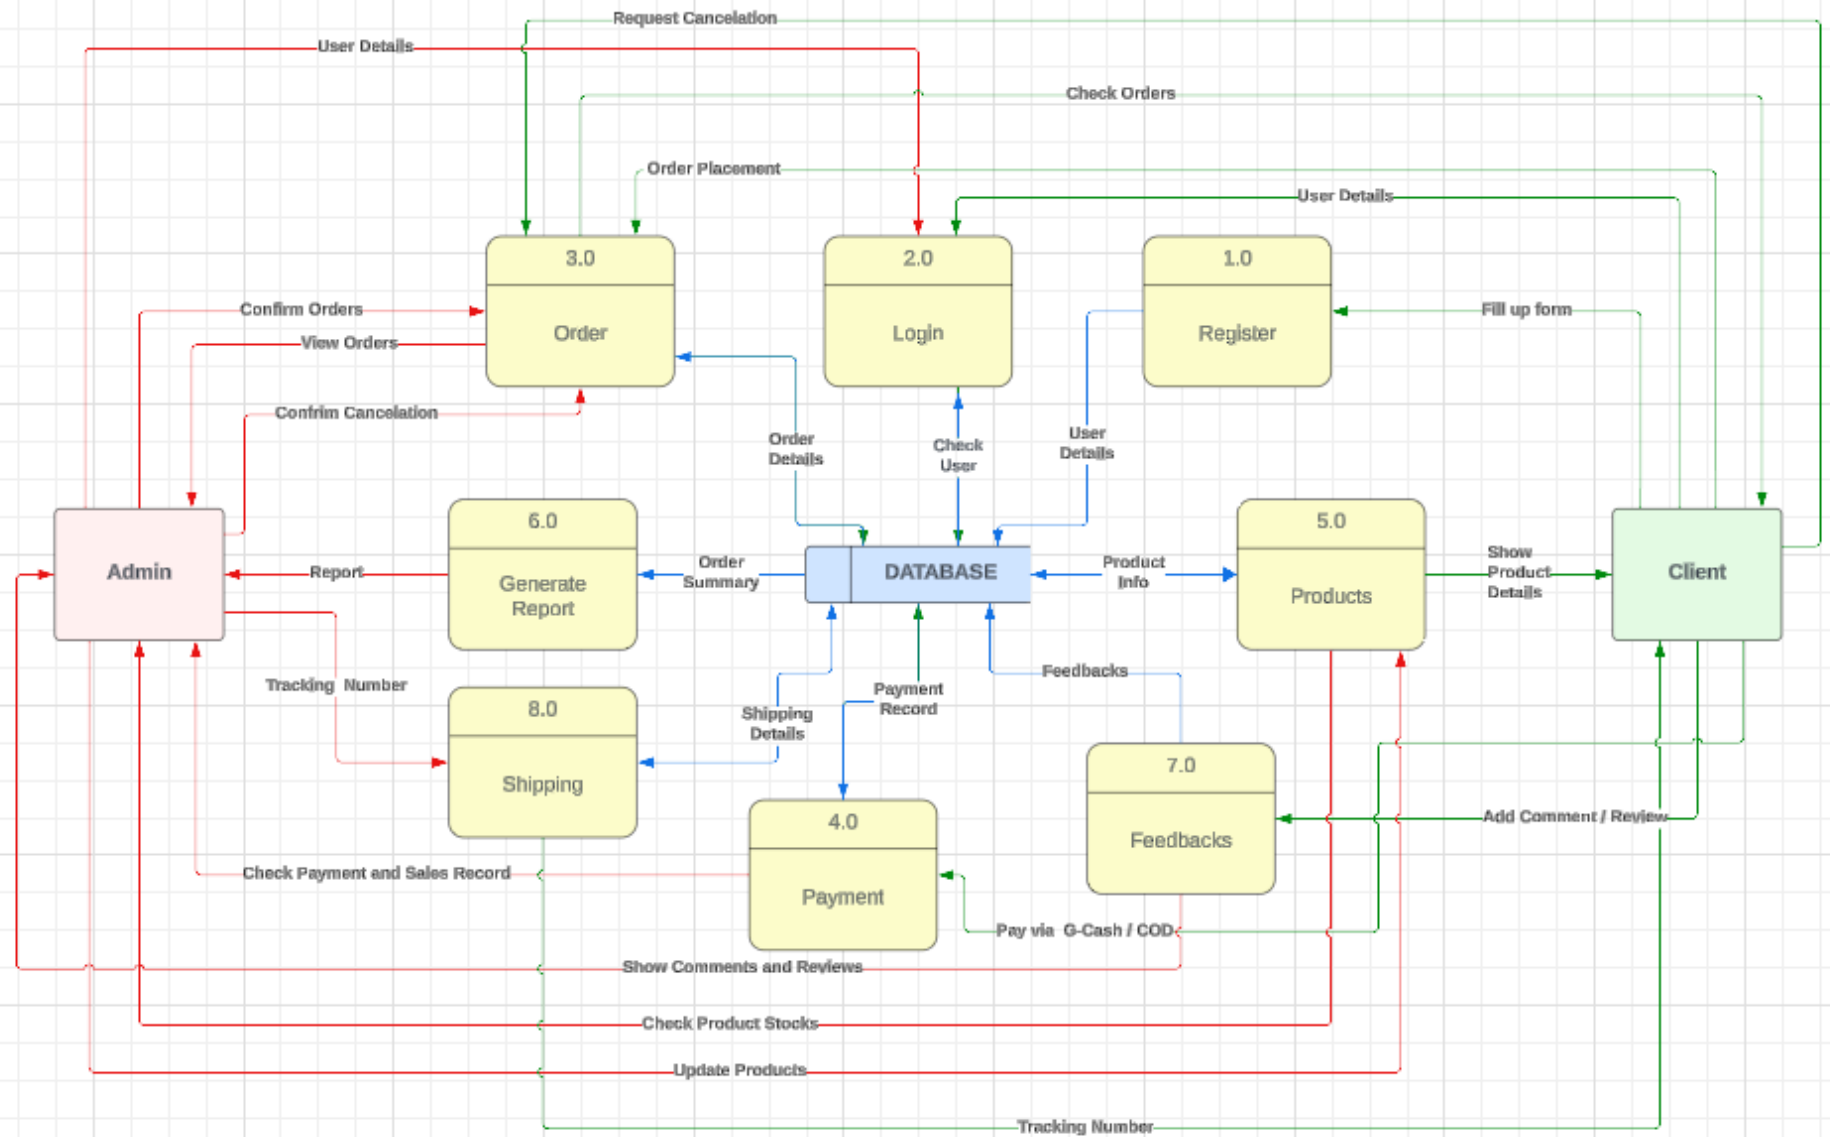 Request Cancelation
User Details
Check Orders
Order Placement
User Details
3.0
Order
2.0
Login
1.0
Register
Confirm Orders
View Orders
Confrim Cancelation
Fill up form
Order
Details
Check
User
User
Details
Admin
Report
6.0
Generate
Report
Order
Summary
DATABASE
Product
Info
5.0
Products
Show
Product
Details
Client
Tracking Number
8.0
Shipping
Shipping
Details
Payment
Record
Feedbacks
7.0
Feedbacks
Add Comment / Review
4.0
Payment
Check Payment and Sales Record
Pay via G-Cash / COD
Show Comments and Reviews
Check Product Stocks
Update Products
Tracking Number